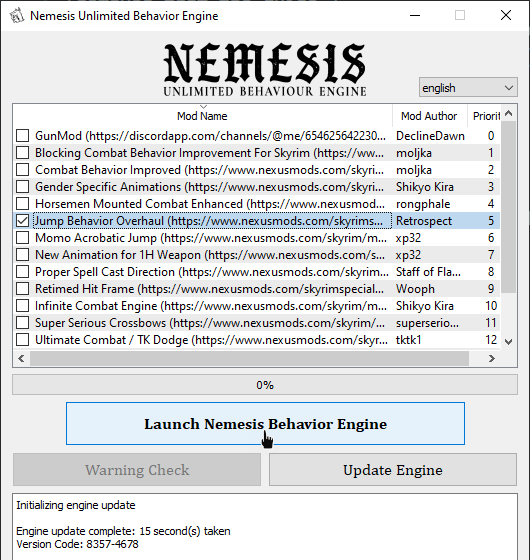 Nemesis Unlimited Behavior Engine
NEMESIS
UNLIMITED BEHAVIOUR ENGINE
english
Mod Name Mod Author Priorit
GunMod (https://discordapp.com/channels/@me/654625642230... DeclineDawn 0
Blocking Combat Behavior Improvement For Skyrim (https://ww... moljka 1
Combat Behavior Improved (https://www.nexusmods.com/skyri... moljka 2
Gender Specific Animations (https://www.nexusmods.com/skyri... Shikyo Kira 3
Horsemen Mounted Combat Enhanced (https://www.nexusmod... rongphale 4
Jump Behavior Overhaul (https://www.nexusmods.com/skyrims... Retrospect 5
Momo Acrobatic Jump (https://www.nexusmods.com/skyrim/m... xp32 6
New Animation for 1H Weapon (https://www.nexusmods.com/s... xp32 7
Proper Spell Cast Direction (https://www.nexusmods.com/skyri... Staff of Fla... 8
Retimed Hit Frame (https://www.nexusmods.com/skyrimspecial... Wooph 9
Infinite Combat Engine (https://www.nexusmods.com/skyrim/m... Shikyo Kira 10
Super Serious Crossbows (https://www.nexusmods.com/skyrim/... superserio... 11
Ultimate Combat / TK Dodge (https://www.nexusmods.com/skyr... tktk1 12
0%
Launch Nemesis Behavior Engine
Warning Check Update Engine
Initializing engine update
Engine update complete: 15 second(s) taken
Version Code: 8357-4678